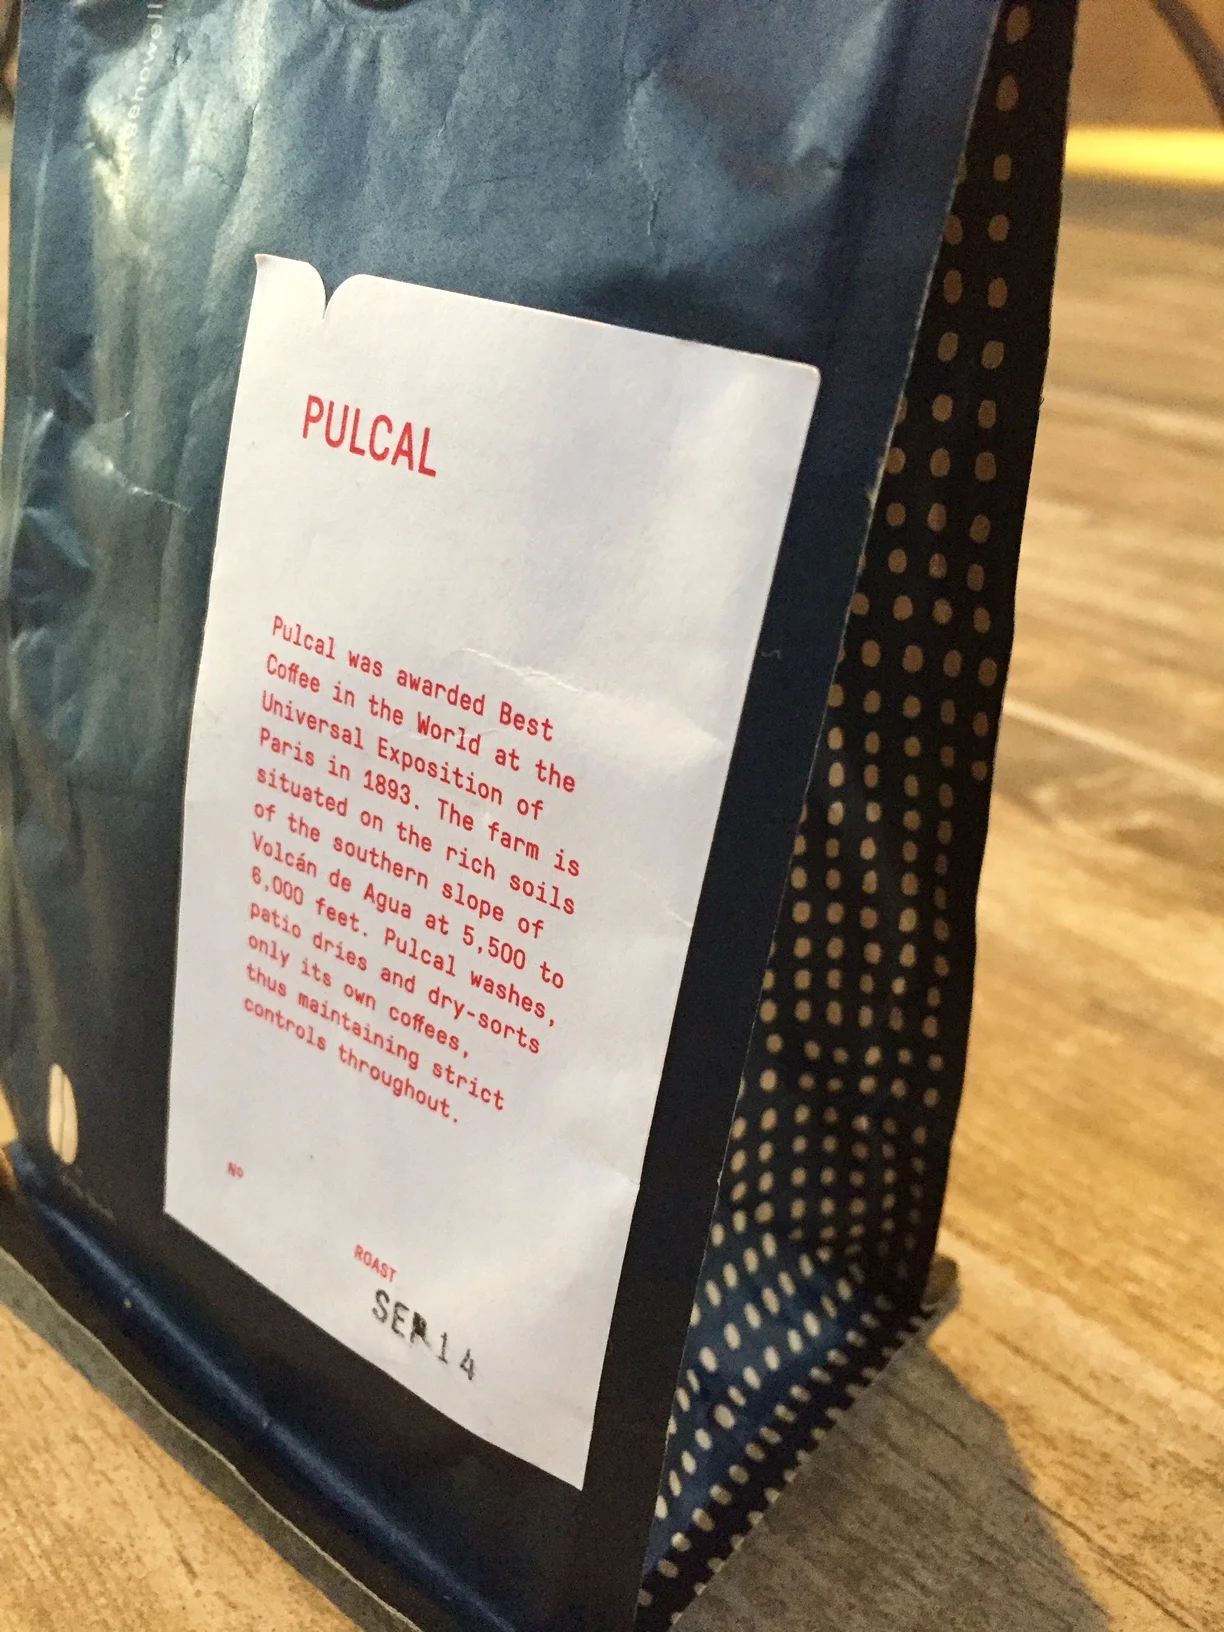 PULCAL
Pulcal was awarded Best
Coffee in the World at the
Universal Exposition of
Paris in 1893. The farm is
situated on the rich soils
of the southern slope of
Volcán de Agua at 5,500 to
6,000 feet. Pulcal washes,
patio dries and dry-sorts
only its own coffees,
thus maintaining strict
controls throughout.
Nº
ROAST
SEP 14